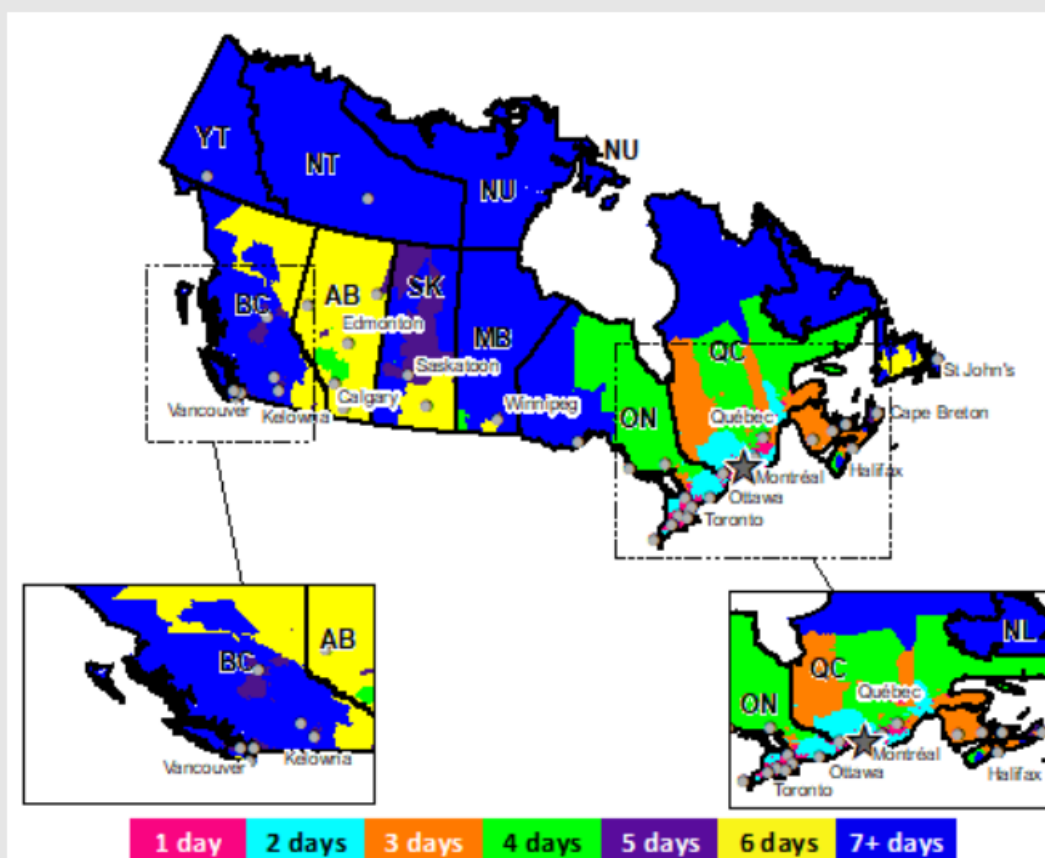 YT
NT
NU
NU
BC
AB
SK
MB
QC
ON
Edmonton
Saskatoon
Calgary
Vancouver
Kelowna
Winnipeg
Québec
St John's
Cape Breton
Halifax
Montréal
Ottawa
Toronto
AB
BC
Vancouver
Kelowna
NL
QC
Québec
ON
Montréal
Ottawa
Halifax
Toronto
1 day 2 days 3 days 4 days 5 days 6 days 7+ days